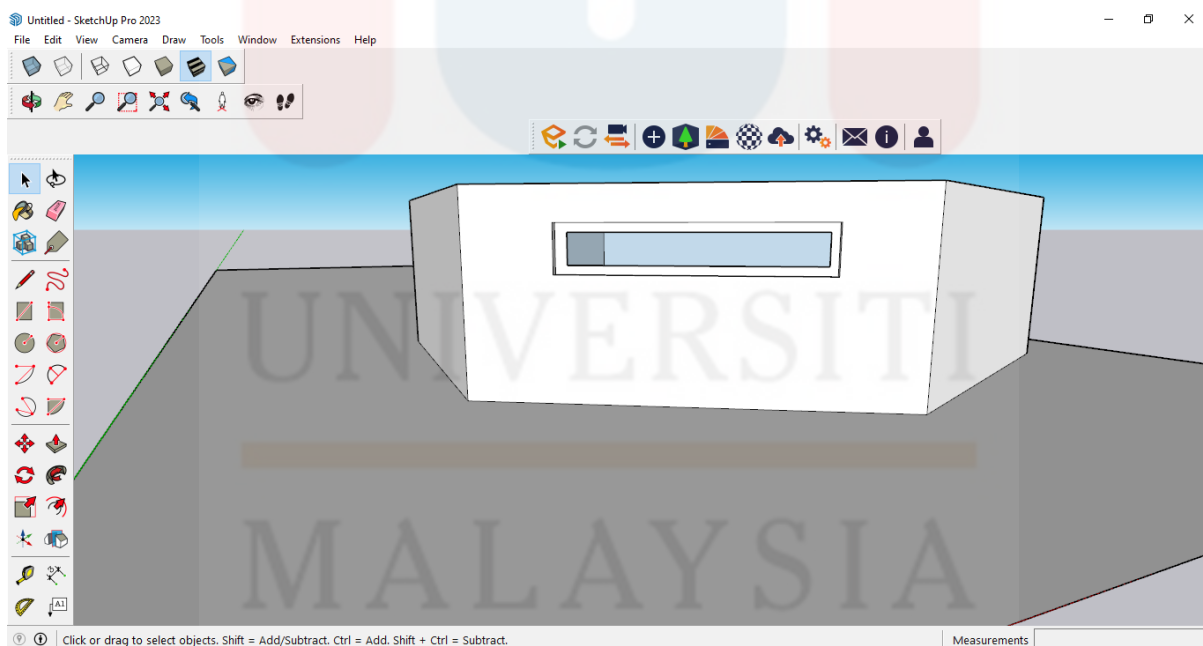 Untitled - SketchUp Pro 2023
File Edit View Camera Draw Tools Window Extensions Help
UNIVERSITI
MALAYSIA
A1
Click or drag to select objects. Shift = Add/Subtract. Ctrl = Add. Shift + Ctrl = Subtract.
Measurements